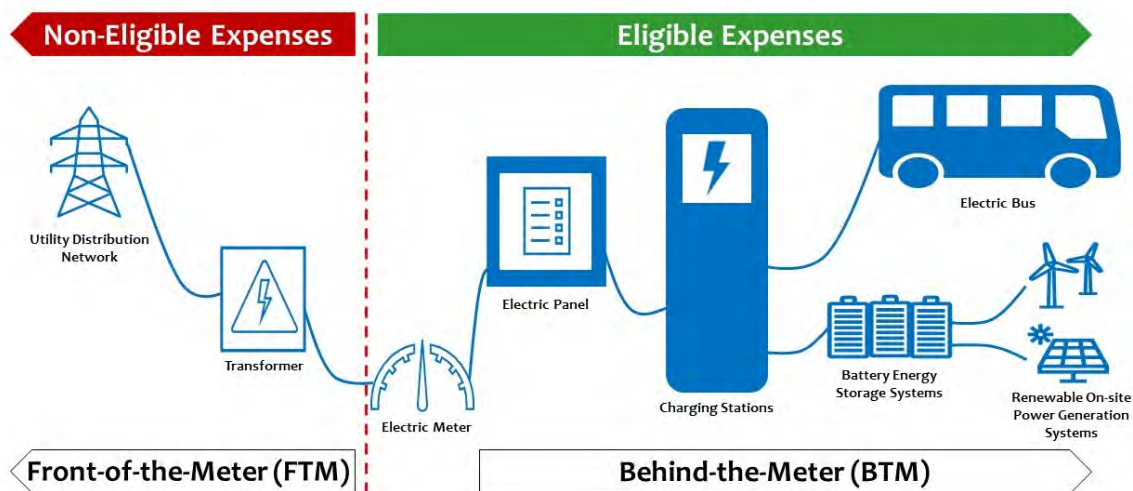 Non-Eligible Expenses
Eligible Expenses
Utility Distribution
Network
Transformer
Electric Meter
Electric Panel
Charging Stations
Electric Bus
Battery Energy
Storage Systems
Renewable On-site
Power Generation
Systems
Front-of-the-Meter (FTM)
Behind-the-Meter (BTM)